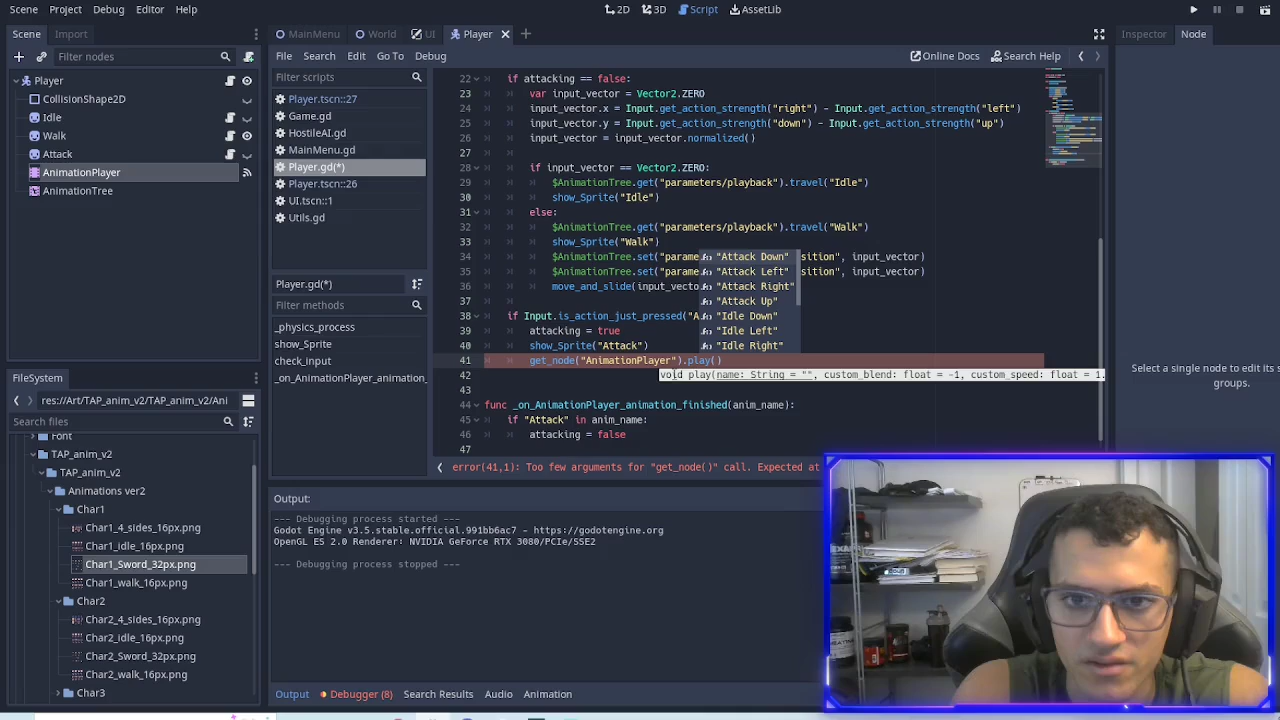 Scene Project Debug Editor Help
2D 3D Script AssetLib
Scene Import
MainMenu World UI Player
Inspector Node
Filter nodes
File Search Edit Go To Debug
Online Docs Search Help
Player
CollisionShape2D
Idle
Walk
Attack
AnimationPlayer
AnimationTree
Filter scripts
Player.tscn::27
Game.gd
HostileAI.gd
MainMenu.gd
Player.gd(*)
Player.tscn::26
UI.tscn::1
Utils.gd
Player.gd(*)
Filter methods
_physics_process
show_Sprite
check_input
_on_AnimationPlayer_animation_
22 if attacking == false:
23 var input_vector = Vector2.ZERO
24 input_vector.x = Input.get_action_strength("right") - Input.get_action_strength("left")
25 input_vector.y = Input.get_action_strength("down") - Input.get_action_strength("up")
26 input_vector = input_vector.normalized()
27
28 if input_vector == Vector2.ZERO:
29 $AnimationTree.get("parameters/playback").travel("Idle")
30 show_Sprite("Idle")
31 else:
32 $AnimationTree.get("parameters/playback").travel("Walk")
33 show_Sprite("Walk")
34 $AnimationTree.set("parame sition", input_vector)
35 $AnimationTree.set("parame sition", input_vector)
36 move_and_slide(input_vecto
37
38 if Input.is_action_just_pressed("A
39 attacking = true
40 show_Sprite("Attack")
41 get_node("AnimationPlayer").play()
42
43
44 func _on_AnimationPlayer_animation_finished(anim_name):
45 if "Attack" in anim_name:
46 attacking = false
47
"Attack Down"
"Attack Left"
"Attack Right"
"Attack Up"
"Idle Down"
"Idle Left"
"Idle Right"
void play(name: String = "", custom_blend: float = -1, custom_speed: float = 1.
error(41,1): Too few arguments for "get_node()" call. Expected at
Select a single node to edit its s
groups.
FileSystem
res://Art/TAP_anim_v2/TAP_v2/Ani
Search files
Font
TAP_anim_v2
TAP_anim_v2
Animations ver2
Char1
Char1_4_sides_16px.png
Char1_idle_16px.png
Char1_Sword_32px.png
Char1_walk_16px.png
Char2
Char2_4_sides_16px.png
Char2_idle_16px.png
Char2_Sword_32px.png
Char2_walk_16px.png
Char3
Output:
--- Debugging process started ---
Godot Engine v3.5.stable.official.991bb6ac7 - https://godotengine.org
OpenGL ES 2.0 Renderer: NVIDIA GeForce RTX 3080/PCIe/SSE2
--- Debugging process stopped ---
Output Debugger (8) Search Results Audio Animation